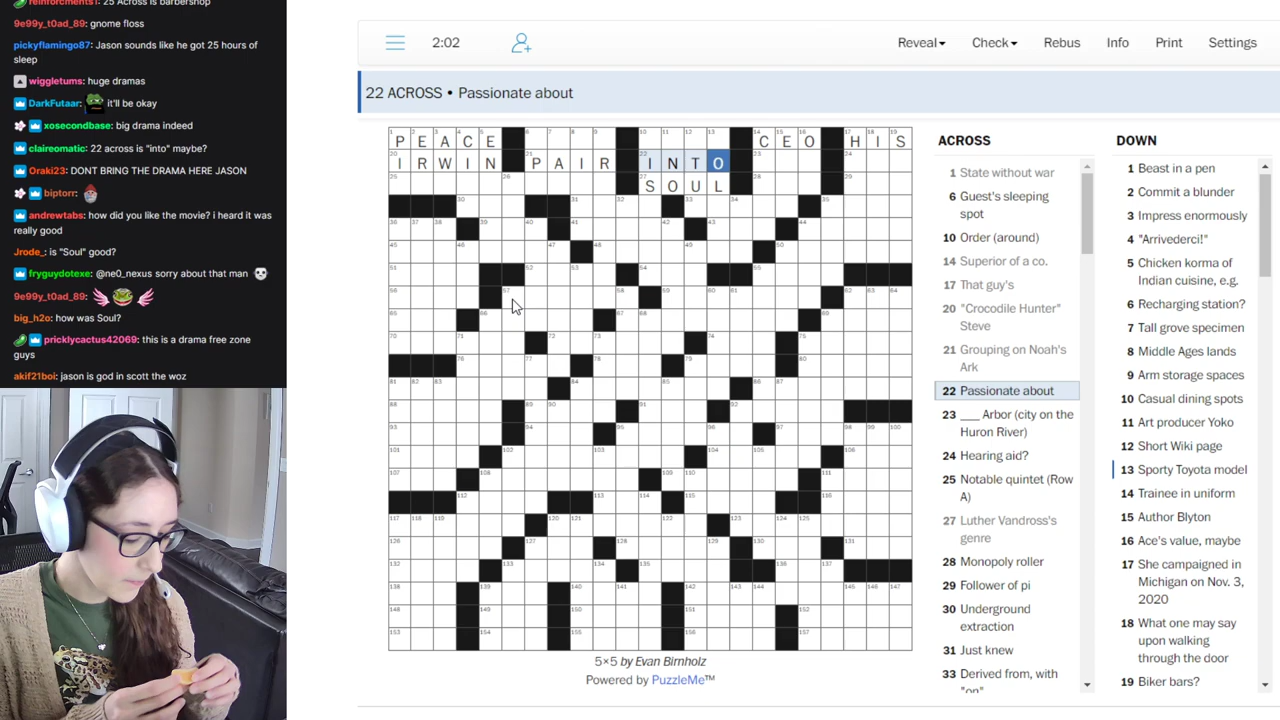 reinforcments1: 25 Across is barbershop
9e99y_t0ad_89: gnome floss
pickyflamingo87: Jason sounds like he got 25 hours of
sleep
wiggletums: huge dramas
DarkFutaar: it'll be okay
xosecondbase: big drama indeed
claireomatic: 22 across is "into" maybe?
Oraki23: DONT BRING THE DRAMA HERE JASON
biptorr:
andrewtabs: how did you like the movie? i heard it was
really good
Jrode_: is "Soul" good?
fryguydotexe: @ne0_nexus sorry about that man
9e99y_t0ad_89:
big_h2o: how was Soul?
pricklycactus42069: this is a drama free zone
guys
akif21boi: jason is god in scott the woz
2:02
Reveal Check Rebus Info Print Settings
22 ACROSS • Passionate about
PEACE CEO HIS
IRWIN PAIR INTO
SOUL
5×5 by Evan Birnholz
Powered by PuzzleMe™
ACROSS
1 State without war
6 Guest's sleeping
spot
10 Order (around)
14 Superior of a co.
17 That guy's
20 "Crocodile Hunter"
Steve
21 Grouping on Noah's
Ark
22 Passionate about
23 ___ Arbor (city on the
Huron River)
24 Hearing aid?
25 Notable quintet (Row
A)
27 Luther Vandross's
genre
28 Monopoly roller
29 Follower of pi
30 Underground
extraction
31 Just knew
33 Derived from, with
"on"
DOWN
1 Beast in a pen
2 Commit a blunder
3 Impress enormously
4 "Arrivederci!"
5 Chicken korma of
Indian cuisine, e.g.
6 Recharging station?
7 Tall grove specimen
8 Middle Ages lands
9 Arm storage spaces
10 Casual dining spots
11 Art producer Yoko
12 Short Wiki page
13 Sporty Toyota model
14 Trainee in uniform
15 Author Blyton
16 Ace's value, maybe
17 She campaigned in
Michigan on Nov. 3,
2020
18 What one may say
upon walking
through the door
19 Biker bars?